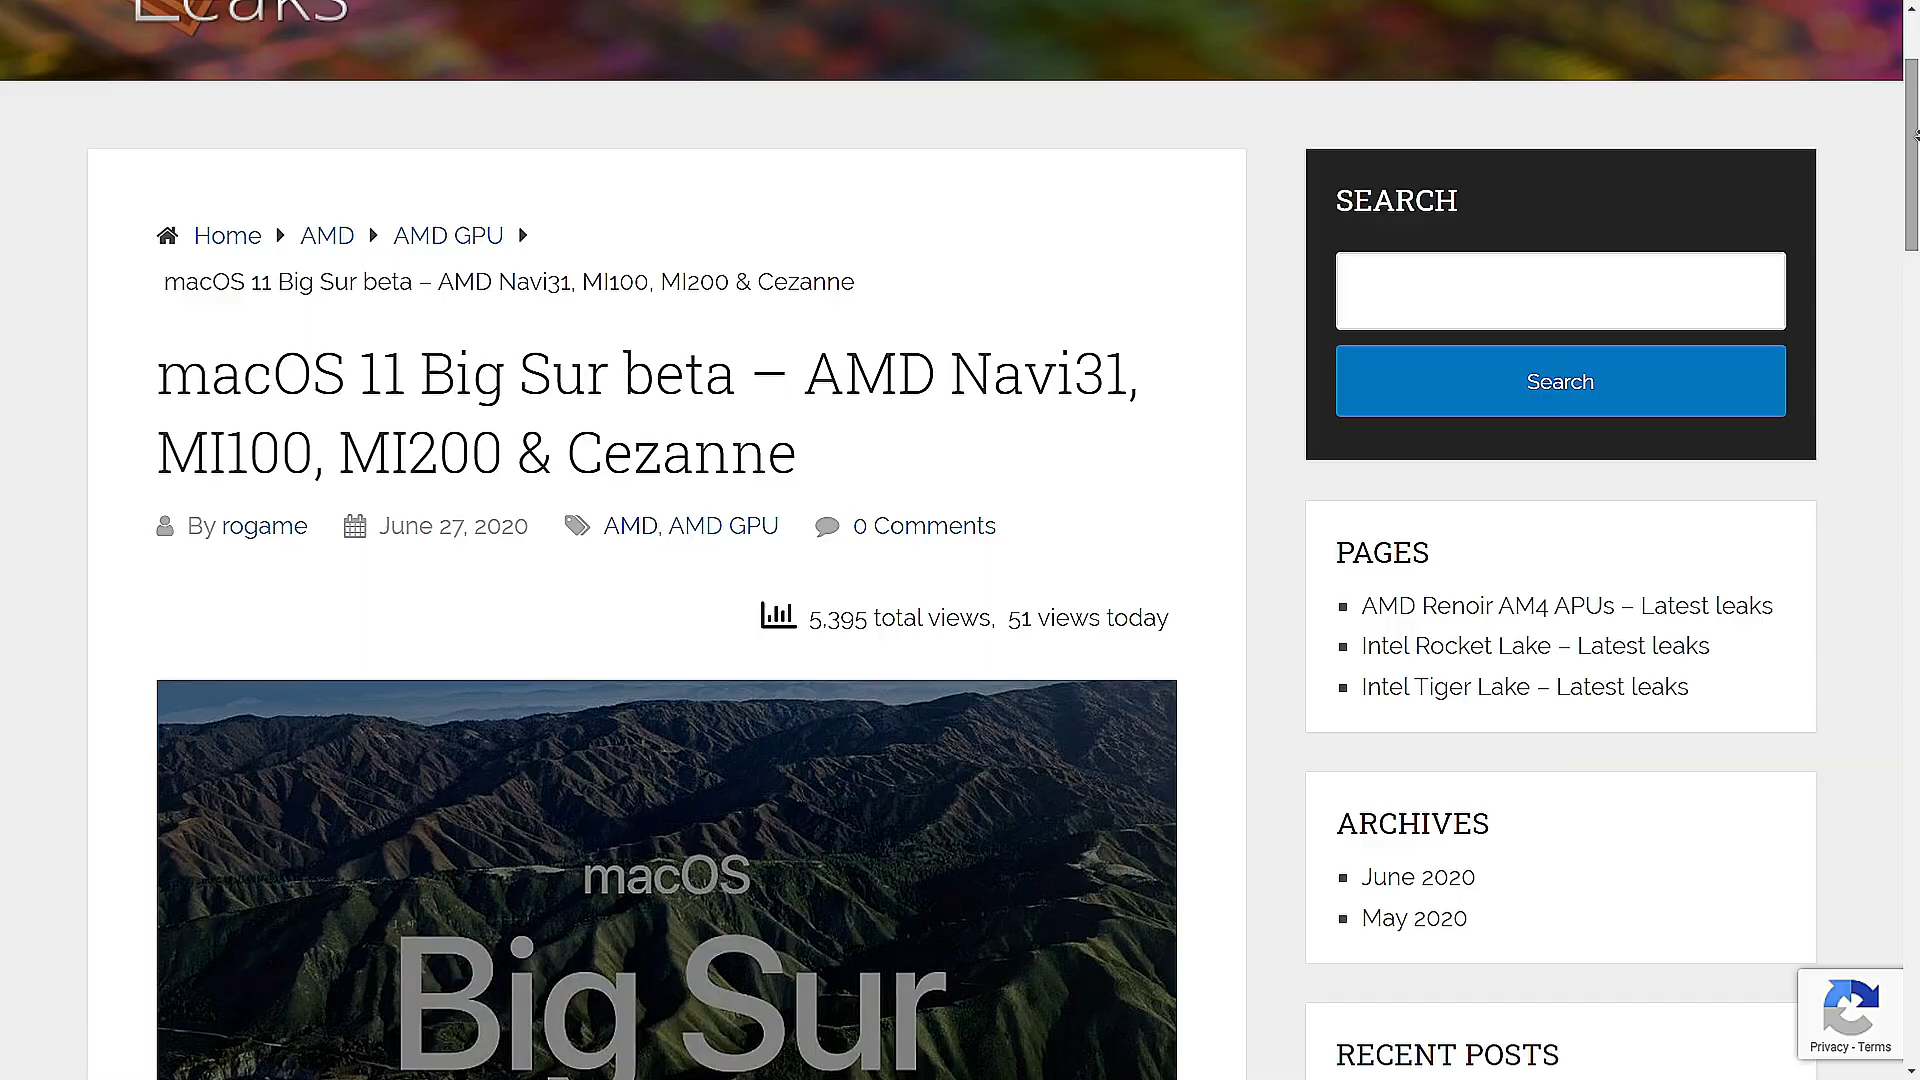 Leaks
Home AMD AMD GPU
macOS 11 Big Sur beta – AMD Navi31, MI100, MI200 & Cezanne
macOS 11 Big Sur beta – AMD Navi31,
MI100, MI200 & Cezanne
By rogame June 27, 2020 AMD, AMD GPU 0 Comments
5,395 total views, 51 views today
macOS
Big Sur
SEARCH
Search
PAGES
AMD Renoir AM4 APUs – Latest leaks
Intel Rocket Lake – Latest leaks
Intel Tiger Lake – Latest leaks
ARCHIVES
June 2020
May 2020
RECENT POSTS
Privacy - Terms